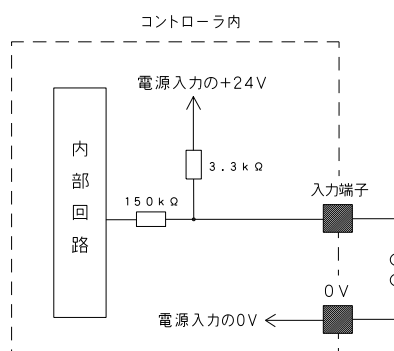 コントローラ内
電源入力の+24V
内部回路
3.3kΩ
150kΩ
入力端子
0V
電源入力の0V